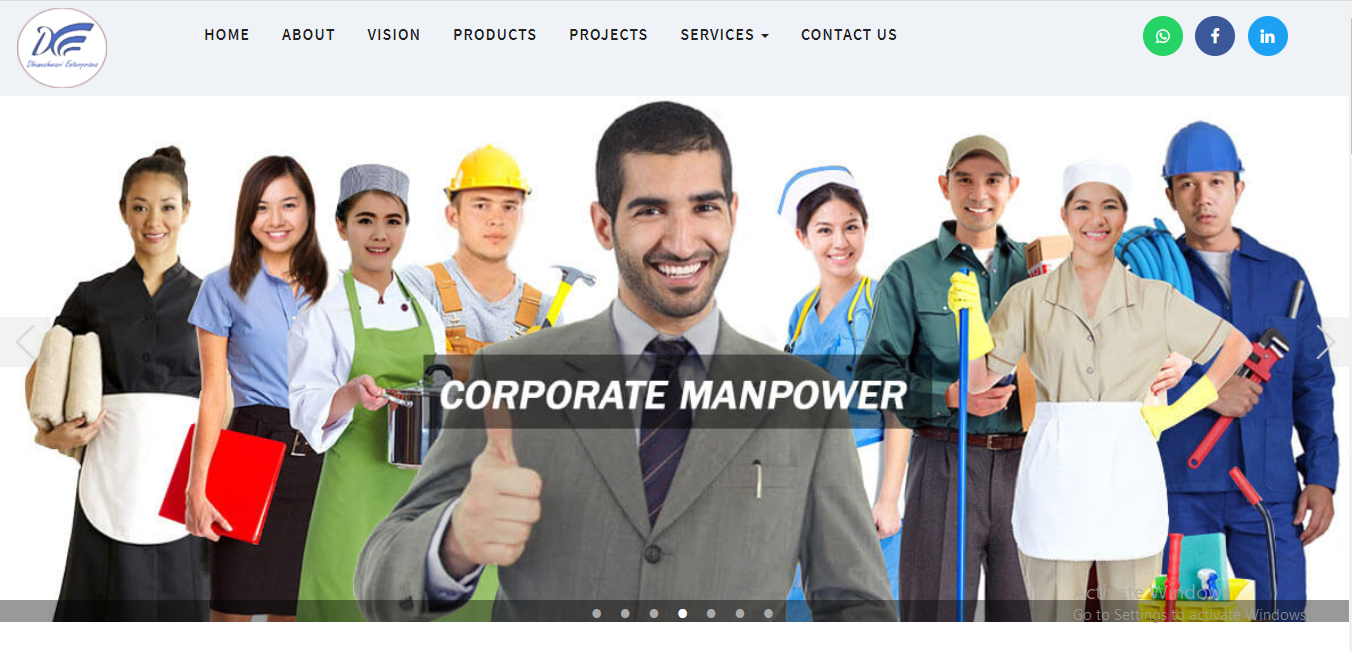 HOME ABOUT VISION PRODUCTS PROJECTS SERVICES CONTACT US
Dhaneshwari Enterprises
CORPORATE MANPOWER
Activate Windows
Go to Settings to activate Windows